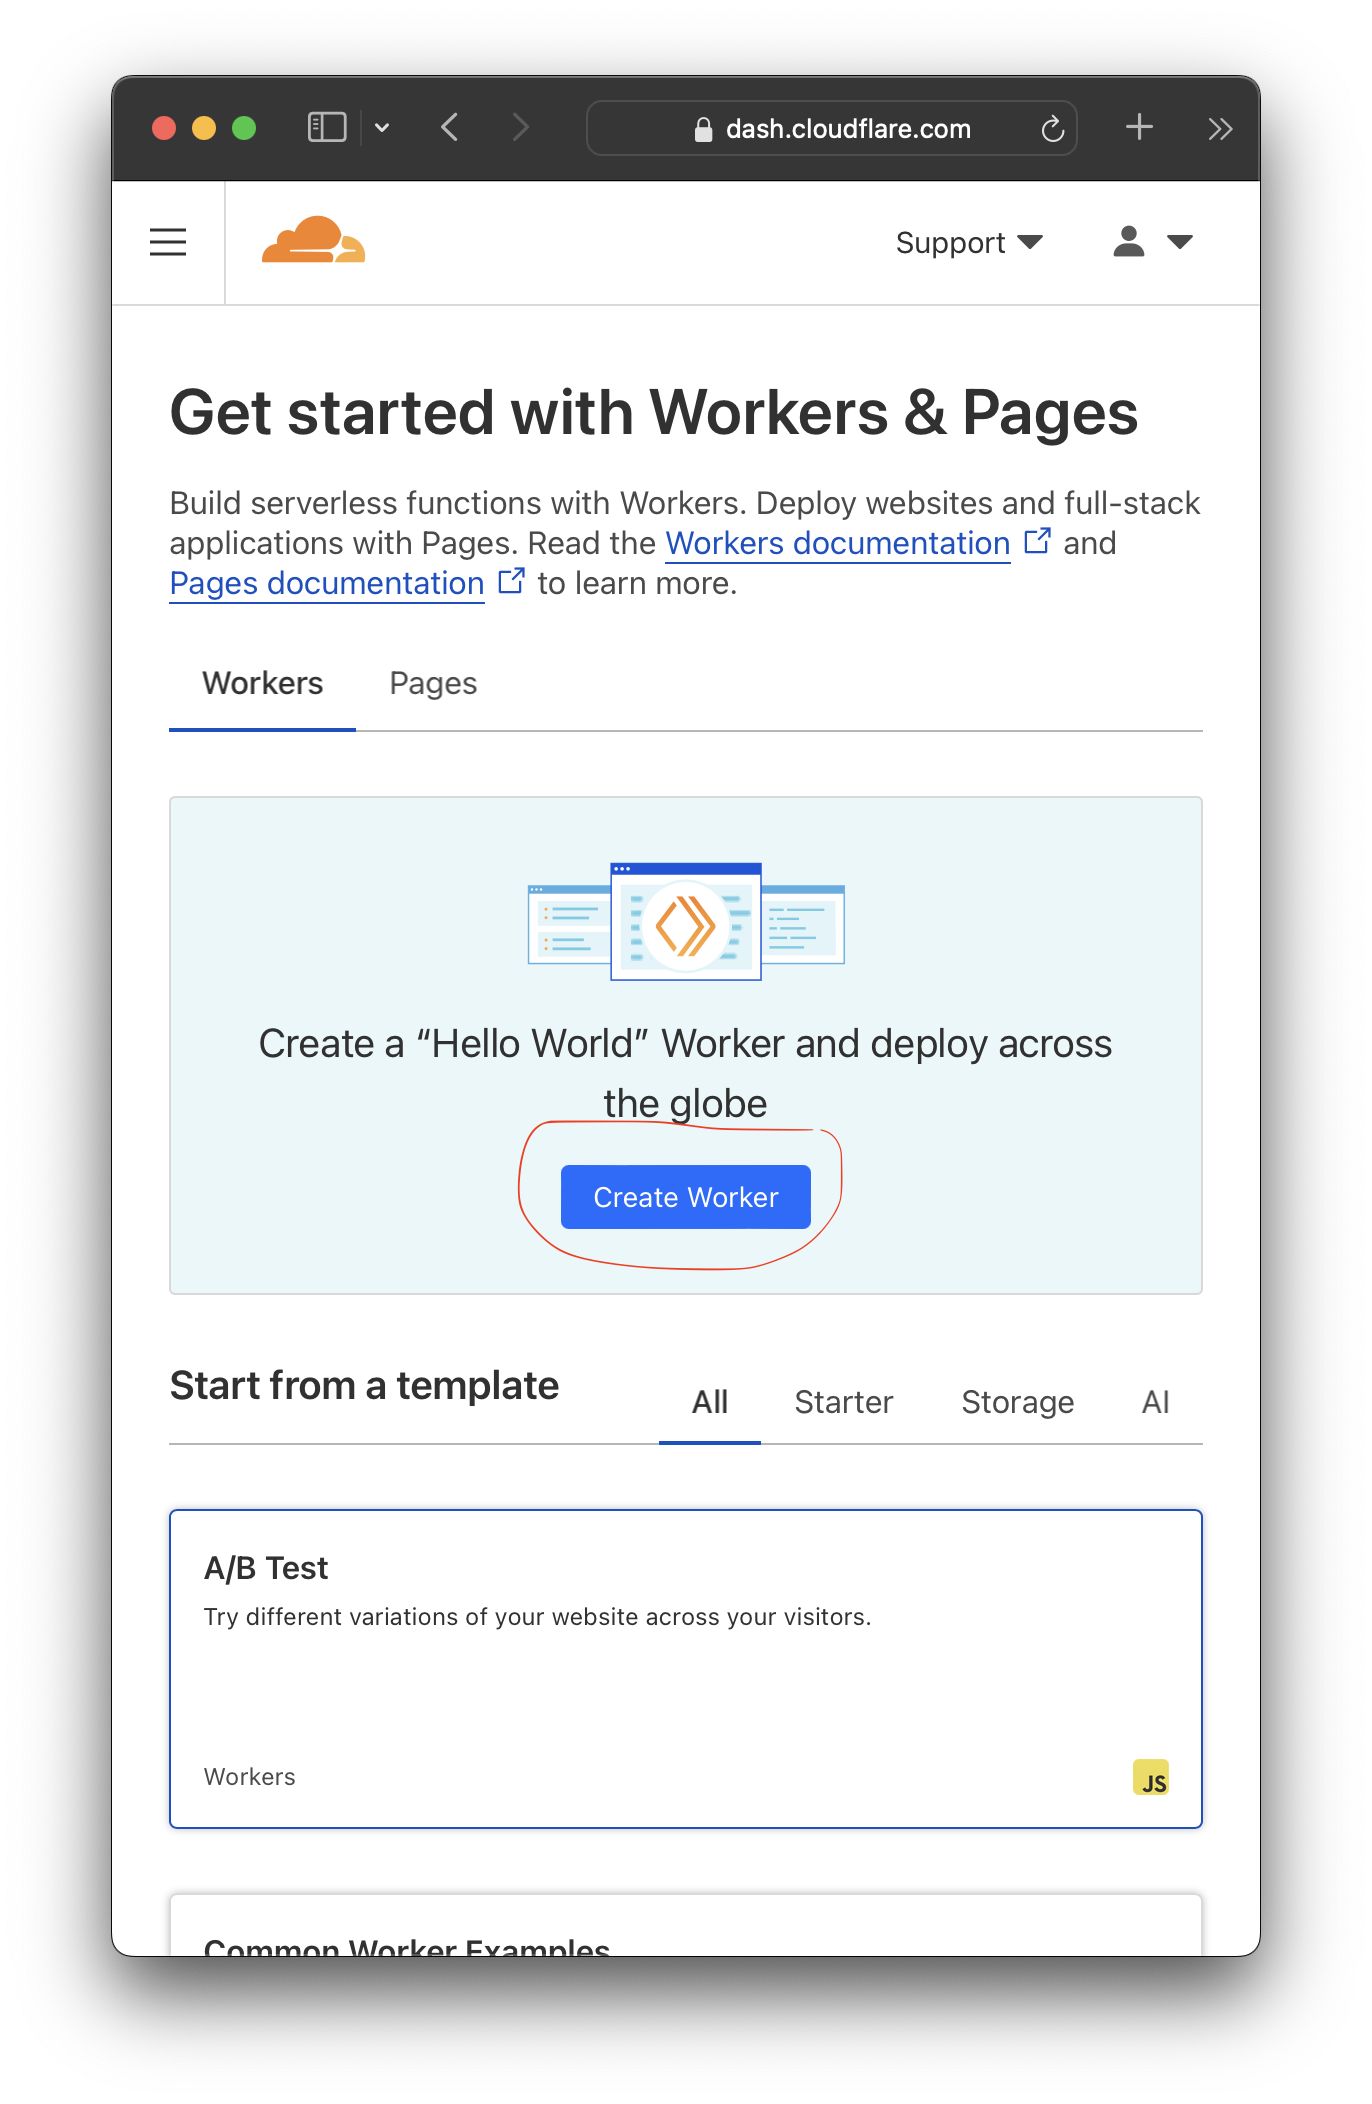 dash.cloudflare.com
Support
Get started with Workers & Pages
Build serverless functions with Workers. Deploy websites and full-stack
applications with Pages. Read the Workers documentation and
Pages documentation to learn more.
Workers Pages
Create a “Hello World” Worker and deploy across
the globe
Create Worker
Start from a template
All Starter Storage AI
A/B Test
Try different variations of your website across your visitors.
Workers
JS
Common Worker Examples